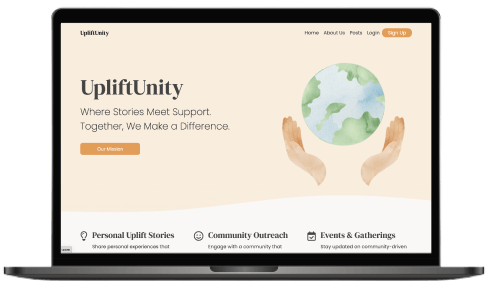 UpliftUnity
Home About Us Posts Login Sign Up
UpliftUnity
Where Stories Meet Support.
Together, We Make a Difference.
Our Mission
Personal Uplift Stories
Share personal experiences that
Community Outreach
Engage with a community that
Events & Gatherings
Stay updated on community-driven